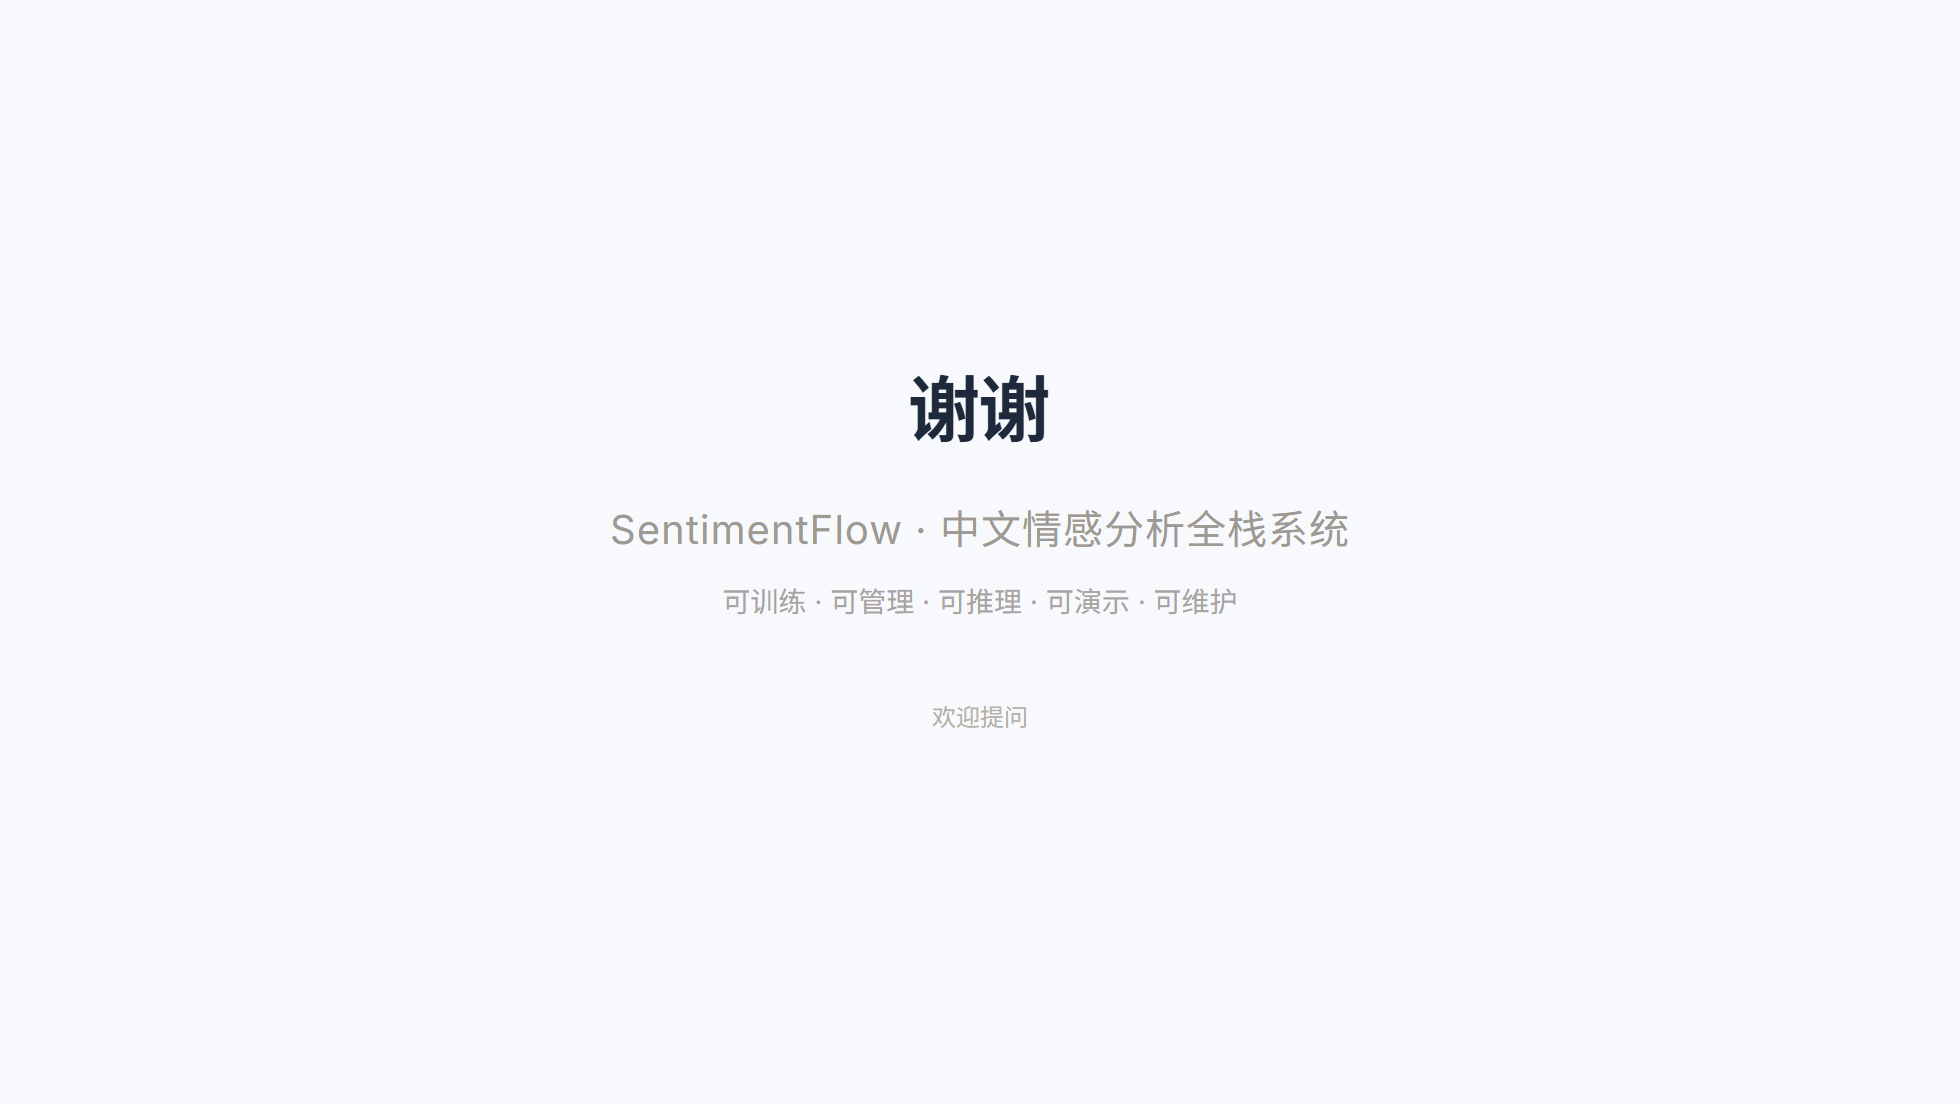 谢谢
SentimentFlow · 中文情感分析全栈系统
可训练 · 可管理 · 可推理 · 可演示 · 可维护
欢迎提问